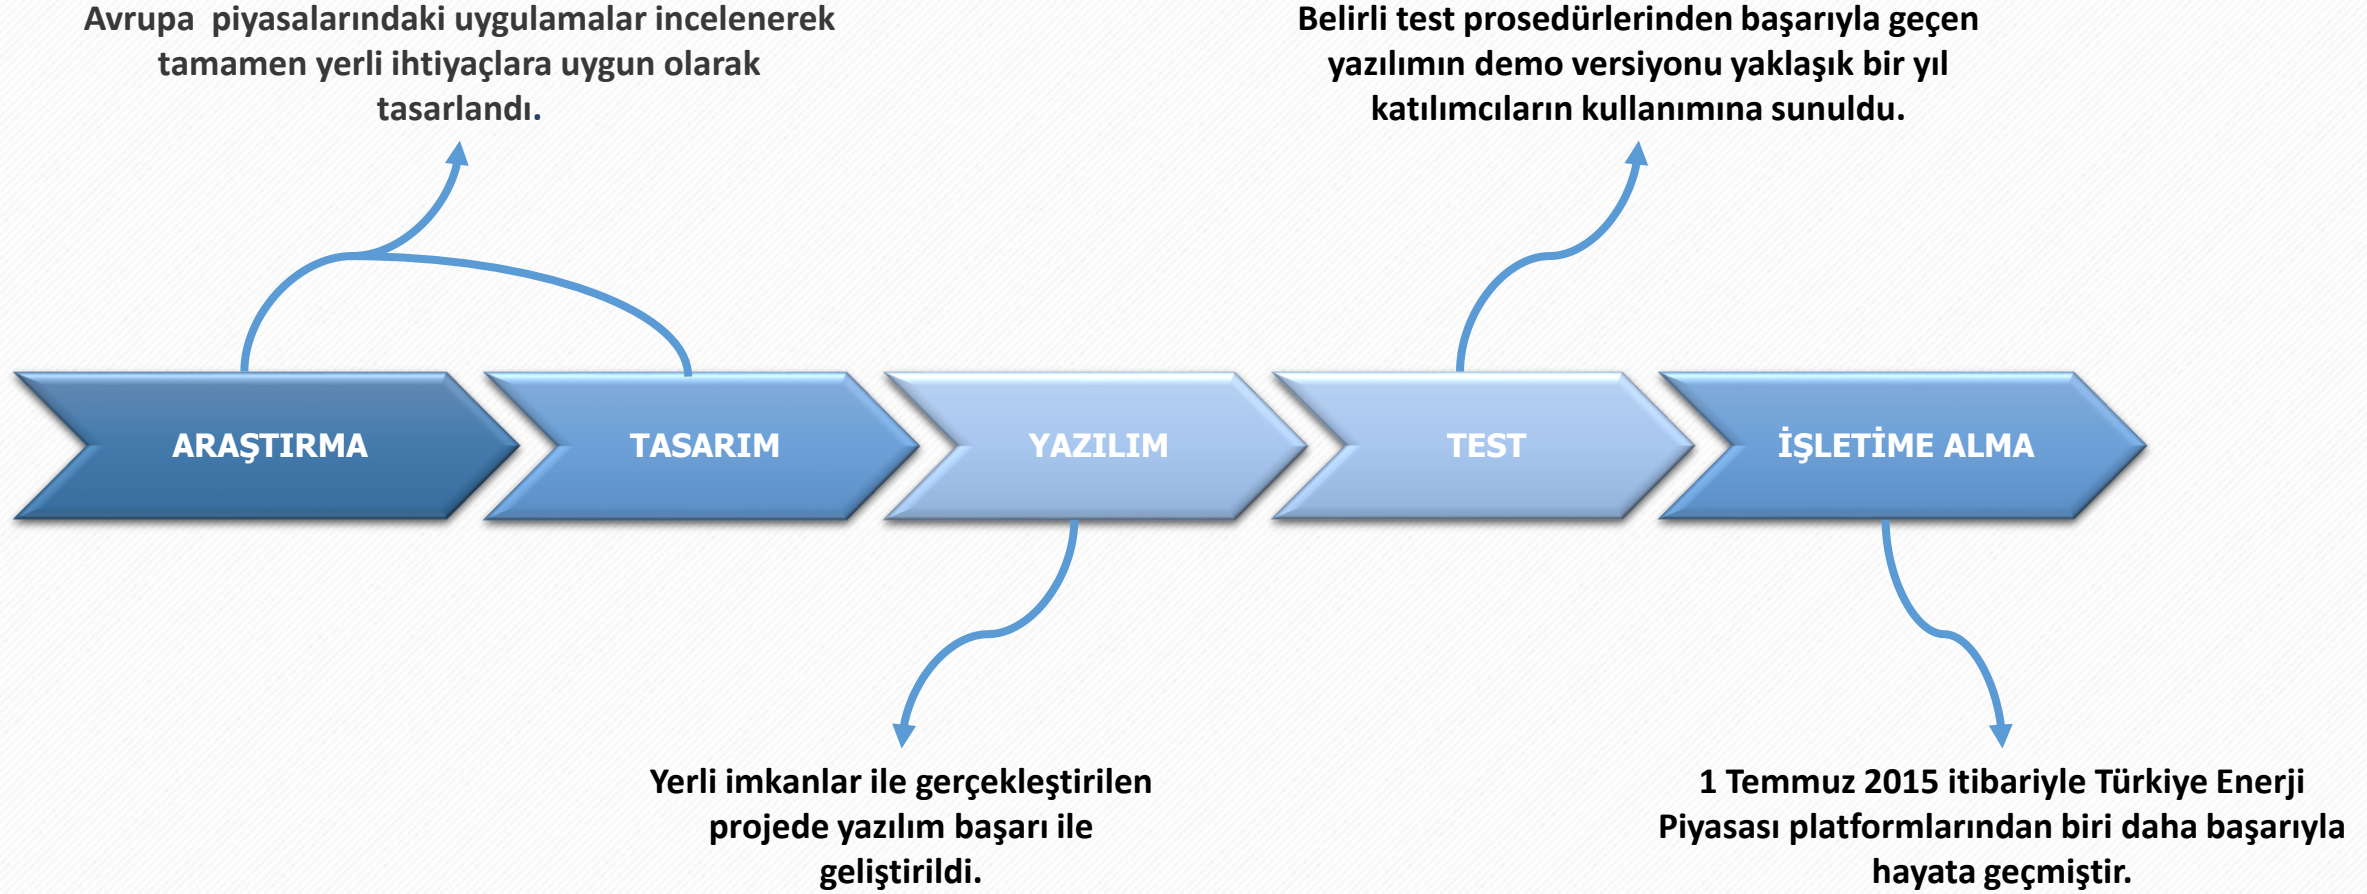 Avrupa  piyasalarındaki uygulamalar incelenerek
tamamen yerli ihtiyaçlara uygun olarak
tasarlandı.
Belirli test prosedürlerinden başarıyla geçen
yazılımın demo versiyonu yaklaşık bir yıl
katılımcıların kullanımına sunuldu.
ARAŞTIRMA
TASARIM
YAZILIM
TEST
İŞLETİME ALMA
Yerli imkanlar ile gerçekleştirilen
projede yazılım başarı ile
geliştirildi.
1 Temmuz 2015 itibariyle Türkiye Enerji
Piyasası platformlarından biri daha başarıyla
hayata geçmiştir.